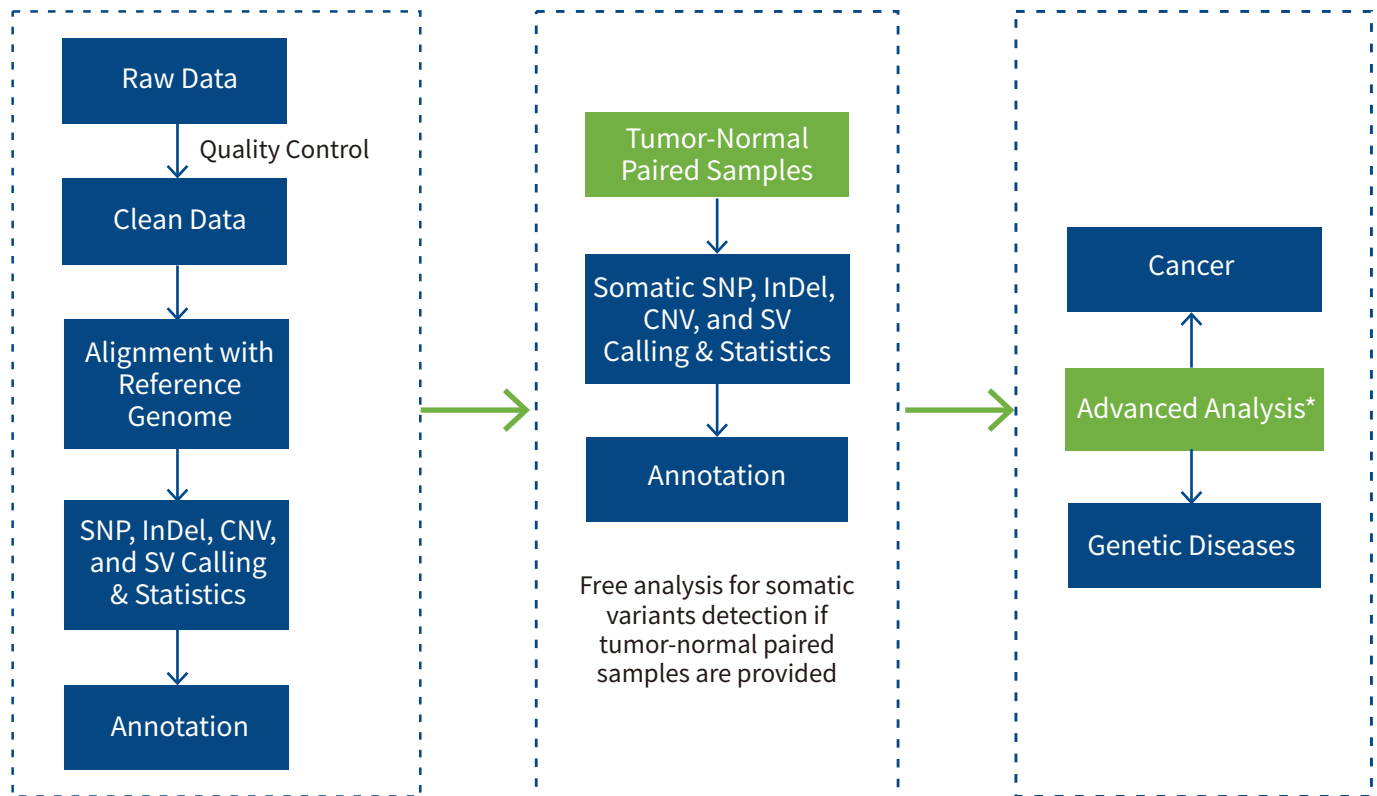 Raw Data
Quality Control
Clean Data
Alignment with
Reference
Genome
SNP, InDel, CNV,
and SV Calling
& Statistics
Annotation
Tumor-Normal
Paired Samples
Somatic SNP, InDel,
CNV, and SV
Calling & Statistics
Annotation
Free analysis for somatic
variants detection if
tumor-normal paired
samples are provided
Cancer
Advanced Analysis*
Genetic Diseases